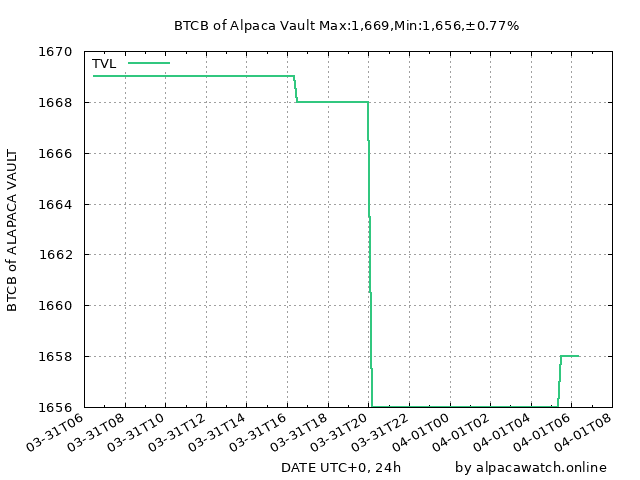 BTCB of Alpaca Vault Max:1,669,Min:1,656,±0.77%
TVL
1670
1668
1666
1664
1662
1660
1658
1656
BTCB of ALAPACA VAULT
03-31T06
03-31T08
03-31T10
03-31T12
03-31T14
03-31T16
03-31T18
03-31T20
03-31T22
04-01T00
04-01T02
04-01T04
04-01T06
04-01T08
DATE UTC+0, 24h
by alpacawatch.online